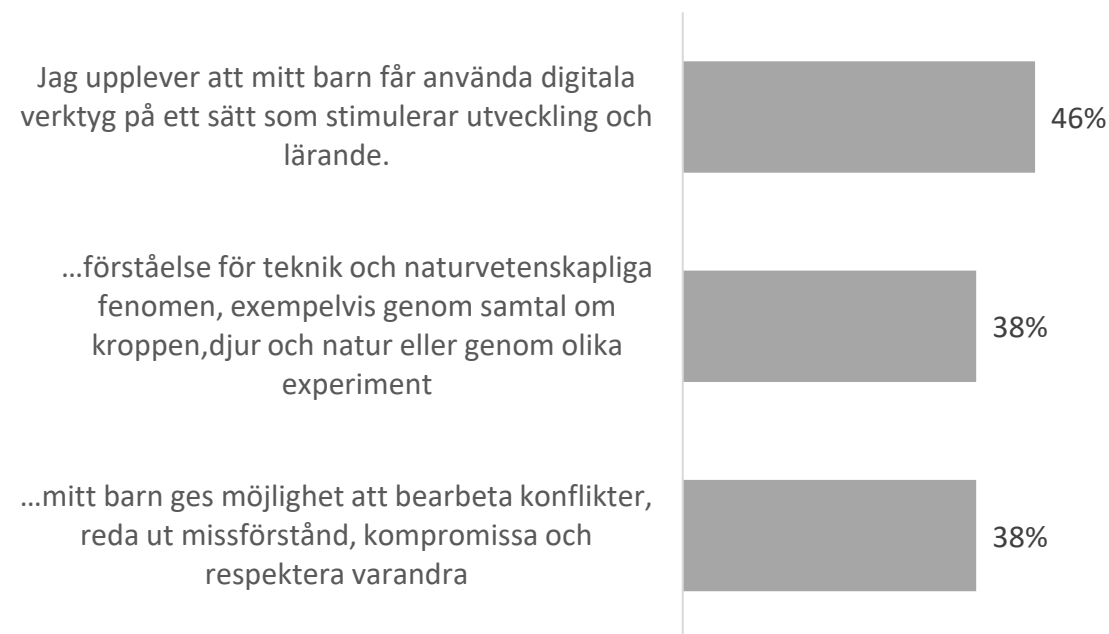 Jag upplever att mitt barn får använda digitala
verktyg på ett sätt som stimulerar utveckling och
lärande.
46%
…förståelse för teknik och naturvetenskapliga
fenomen, exempelvis genom samtal om
kroppen,djur och natur eller genom olika
experiment
38%
…mitt barn ges möjlighet att bearbeta konflikter,
reda ut missförstånd, kompromissa och
respektera varandra
38%